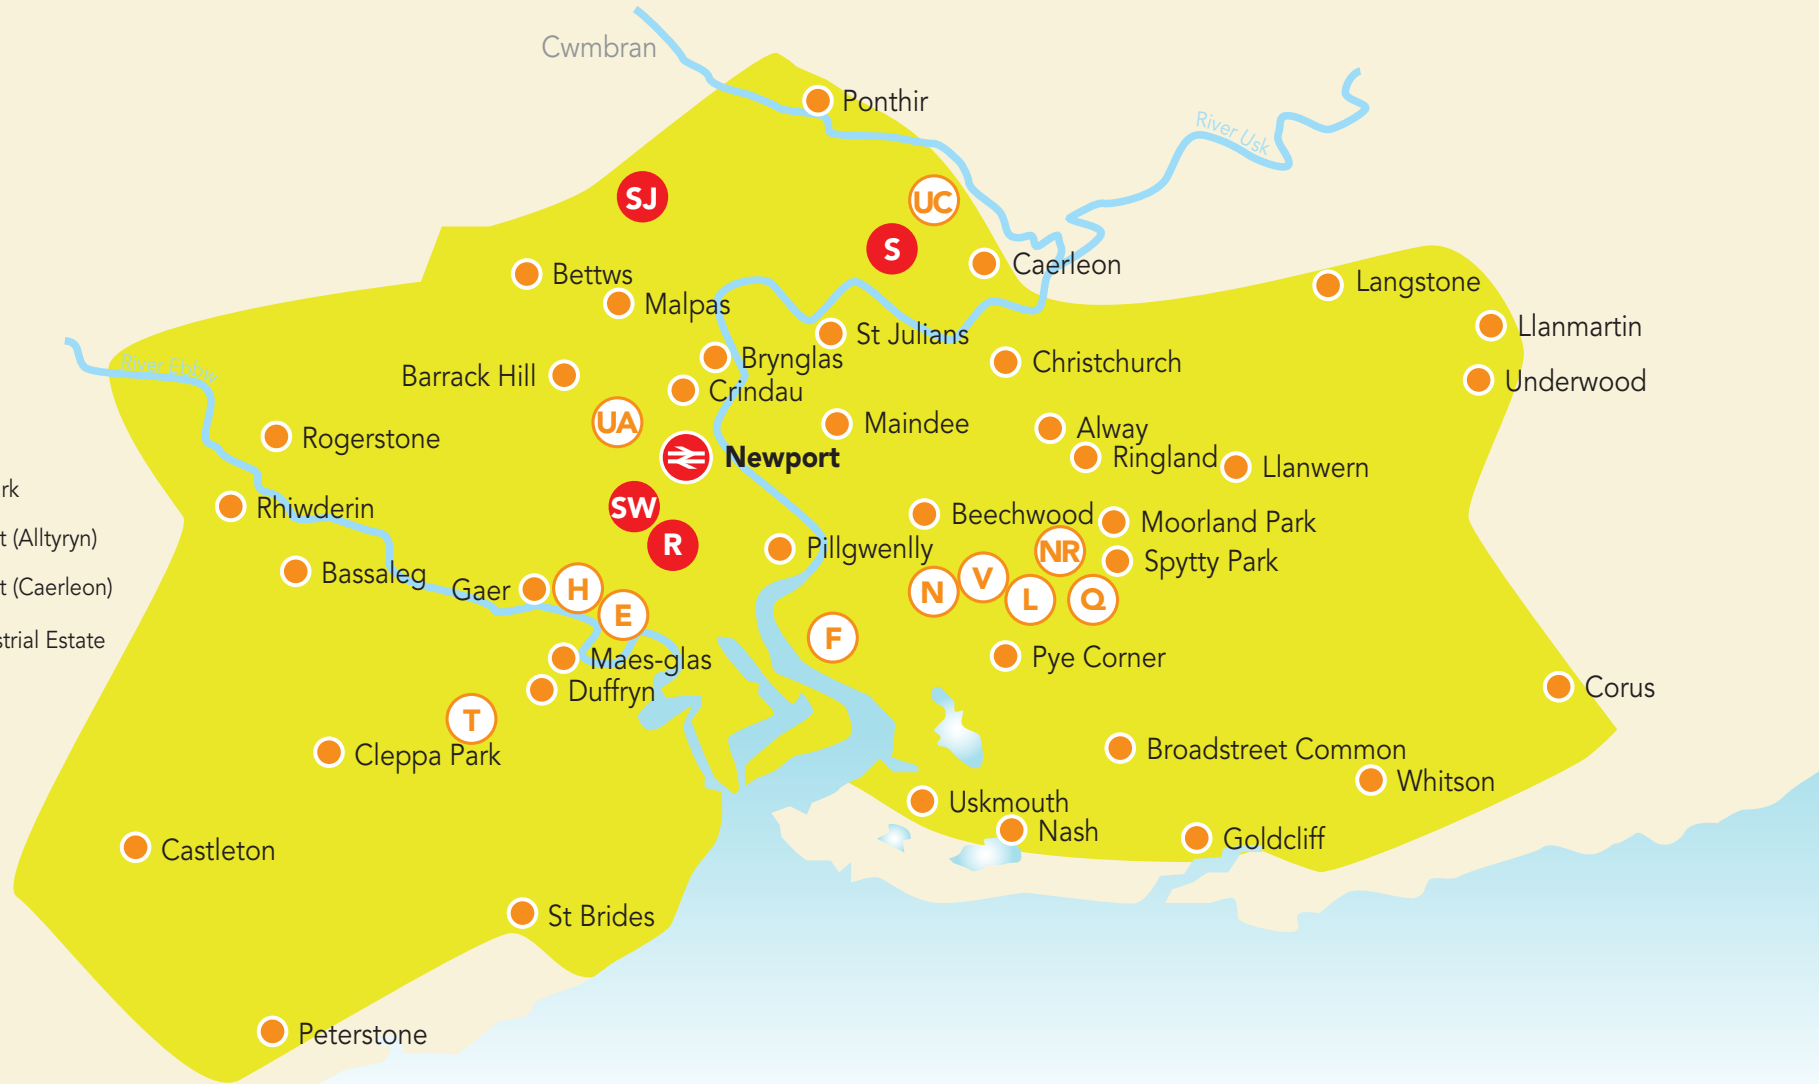 Cwmbran
Ponthir
River Usk
SJ
UC
S
Caerleon
Bettws
Langstone
Malpas
Llanmartin
St Julians
River Ebbw
Brynglas
Christchurch
Barrack Hill
Underwood
Crindau
UA
Maindee
Alway
Rogerstone
Newport
Ringland
Llanwern
rk
SW
Rhiwderin
Beechwood
Moorland Park
t (Alltyryn)
R
Pillgwenlly
NR
Spytty Park
Bassaleg
Gaer
H
N
V
L
Q
t (Caerleon)
E
strial Estate
F
Maes-glas
Pye Corner
Duffryn
Corus
T
Cleppa Park
Broadstreet Common
Whitson
Uskmouth
Nash
Goldcliff
Castleton
St Brides
Peterstone